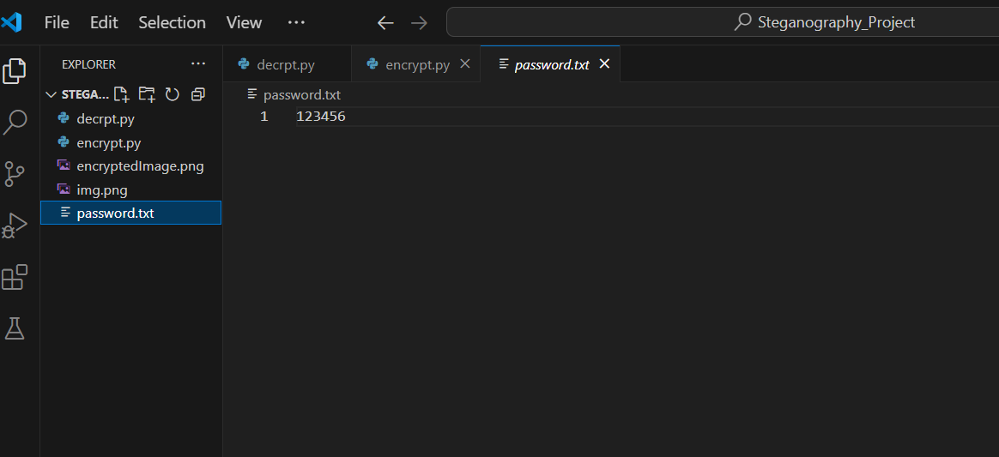 File Edit Selection View ··· Steganography_Project
EXPLORER ···
decrpt.py encrypt.py password.txt
STEGA...
password.txt
1 123456
decrpt.py
encrypt.py
encryptedImage.png
img.png
password.txt